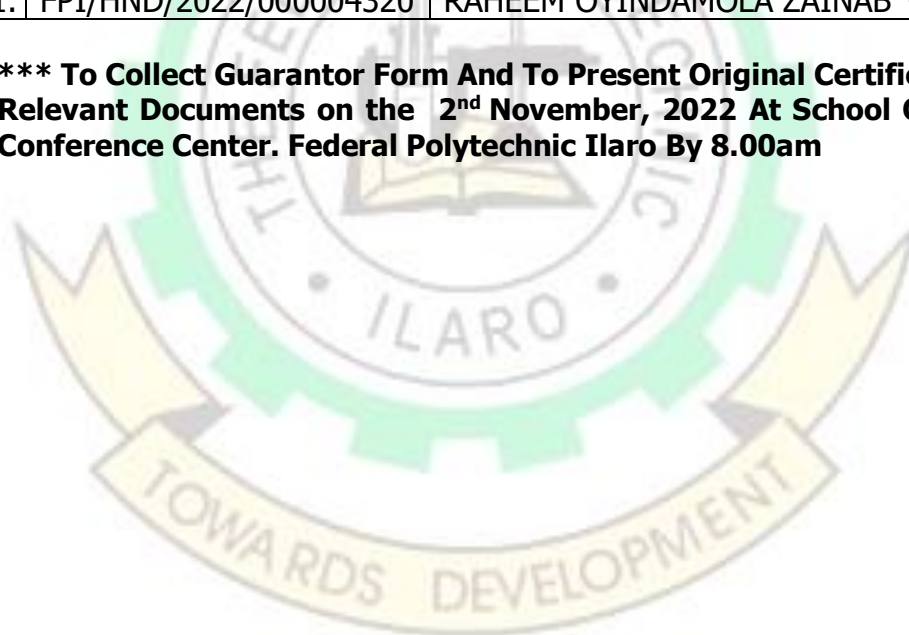 FPI/HND/2022/000004320 RAHEEM OYINDAMOLA ZAINAB
*** To Collect Guarantor Form And To Present Original
Relevant Documents on the 2nd November, 2022 At School
Conference Center. Federal Polytechnic Ilaro By 8.00am
THE
ILARO
TOWARDS DEVELOPMENT